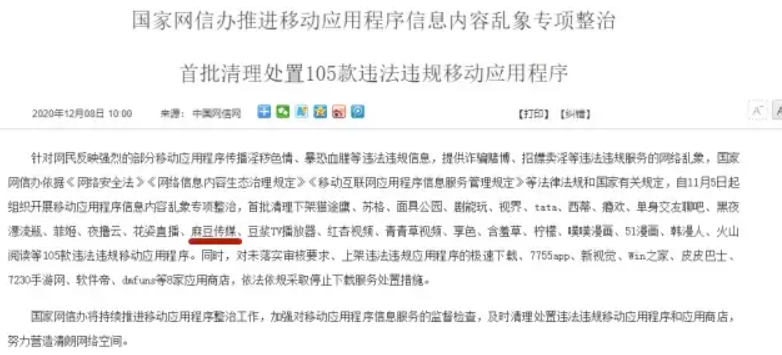 国家网信办推进移动应用程序信息内容乱象专项整治
首批清理处置105款违法违规移动应用程序
2020年12月08日 10:00 来源: 中国网信网 【打印】【纠错】
针对网民反映强烈的部分移动应用程序传播淫秽色情、暴恐血腥等违法违规信息，提供诈骗赌博、招嫖卖淫等违法违规服务的网络乱象，国家
网信办依据《网络安全法》《网络信息内容生态治理规定》《移动互联网应用程序信息服务管理规定》等法律法规和国家有关规定，自11月5日起
组织开展移动应用程序信息内容乱象专项整治，首批清理下架猫途鹰、苏格、面具公园、剧能玩、视界、tata、西蒂、瘾欢、单身交友聊吧、黑夜
漂流瓶、菲姬、夜撸云、花姿直播、麻豆传媒、豆浆TV播放器、红杏视频、青青草视频、享色、含羞草、柠檬、嘿嘿漫画、51漫画、韩漫人、火山
阅读等105款违法违规移动应用程序。同时，对未落实审核要求、上架违法违规应用程序的极速下载、7755app、新视觉、Win之家、皮皮巴士、
7230手游网、软件帝、dmfuns等8家应用商店，依法依规采取停止下载服务处置措施。
国家网信办将持续推进移动应用程序整治工作，加强对移动应用程序信息服务的监督检查，及时清理处置违法违规移动应用程序和应用商店，
努力营造清朗网络空间。